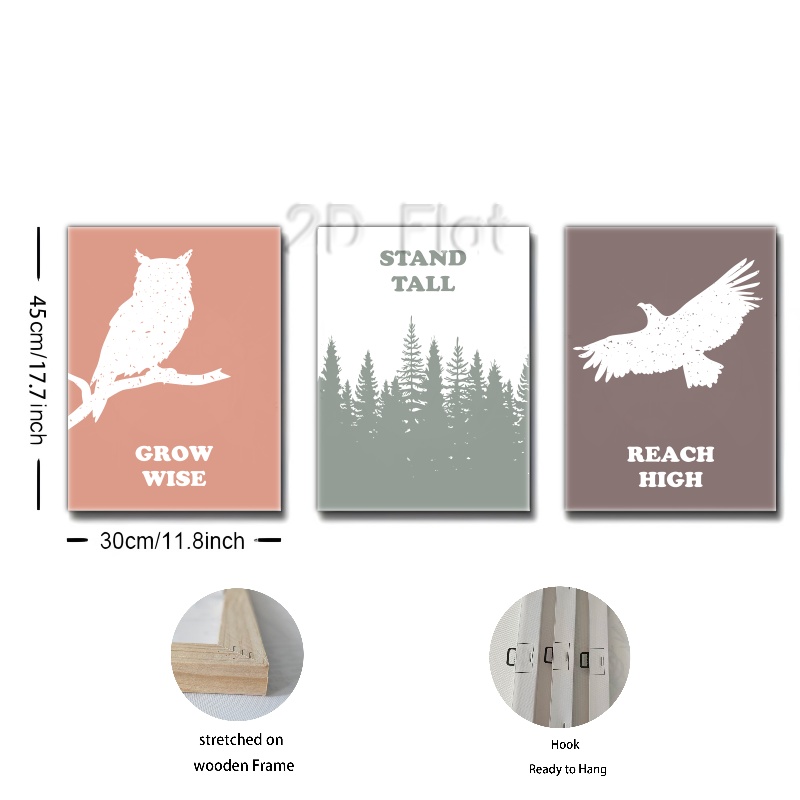 2D Flat
STAND
TALL
GROW
WISE
REACH
HIGH
45cm/17.7inch
30cm/11.8inch
stretched on
wooden Frame
Hook
Ready to Hang